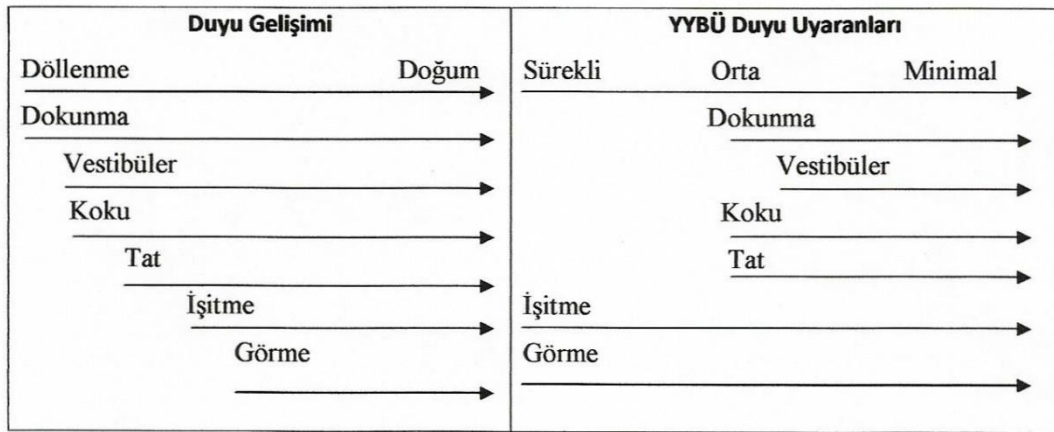 Duyu Gelişimi
Döllenme Doğum
Dokunma
Vestibüler
Koku
Tat
İşitme
Görme
YYBÜ Duyu Uyaranları
Sürekli Orta Minimal
Dokunma
Vestibüler
Koku
Tat
İşitme
Görme